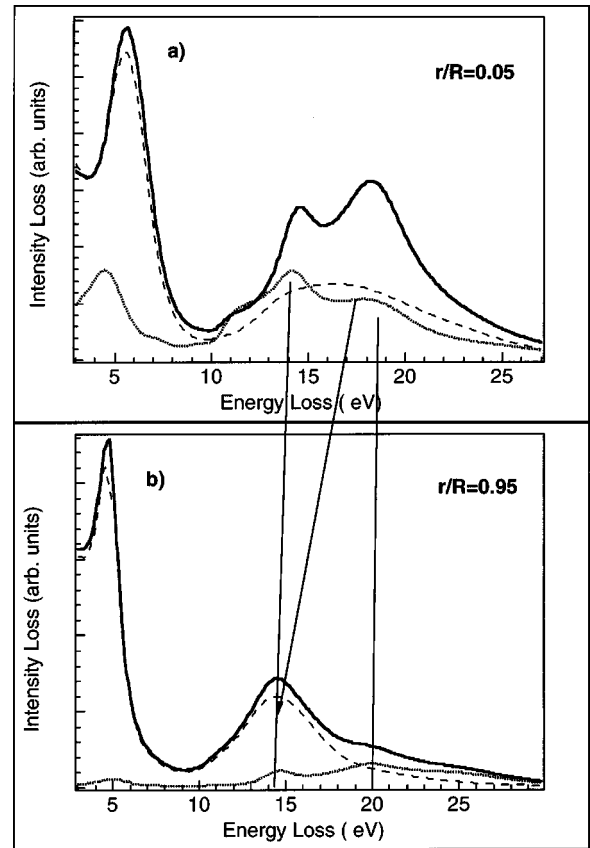 a)
r/R=0.05
Intensity Loss (arb. units)
5 10 15 20 25
Energy Loss ( eV)
b)
r/R=0.95
Intensity Loss (arb. units)
5 10 15 20 25
Energy Loss ( eV)